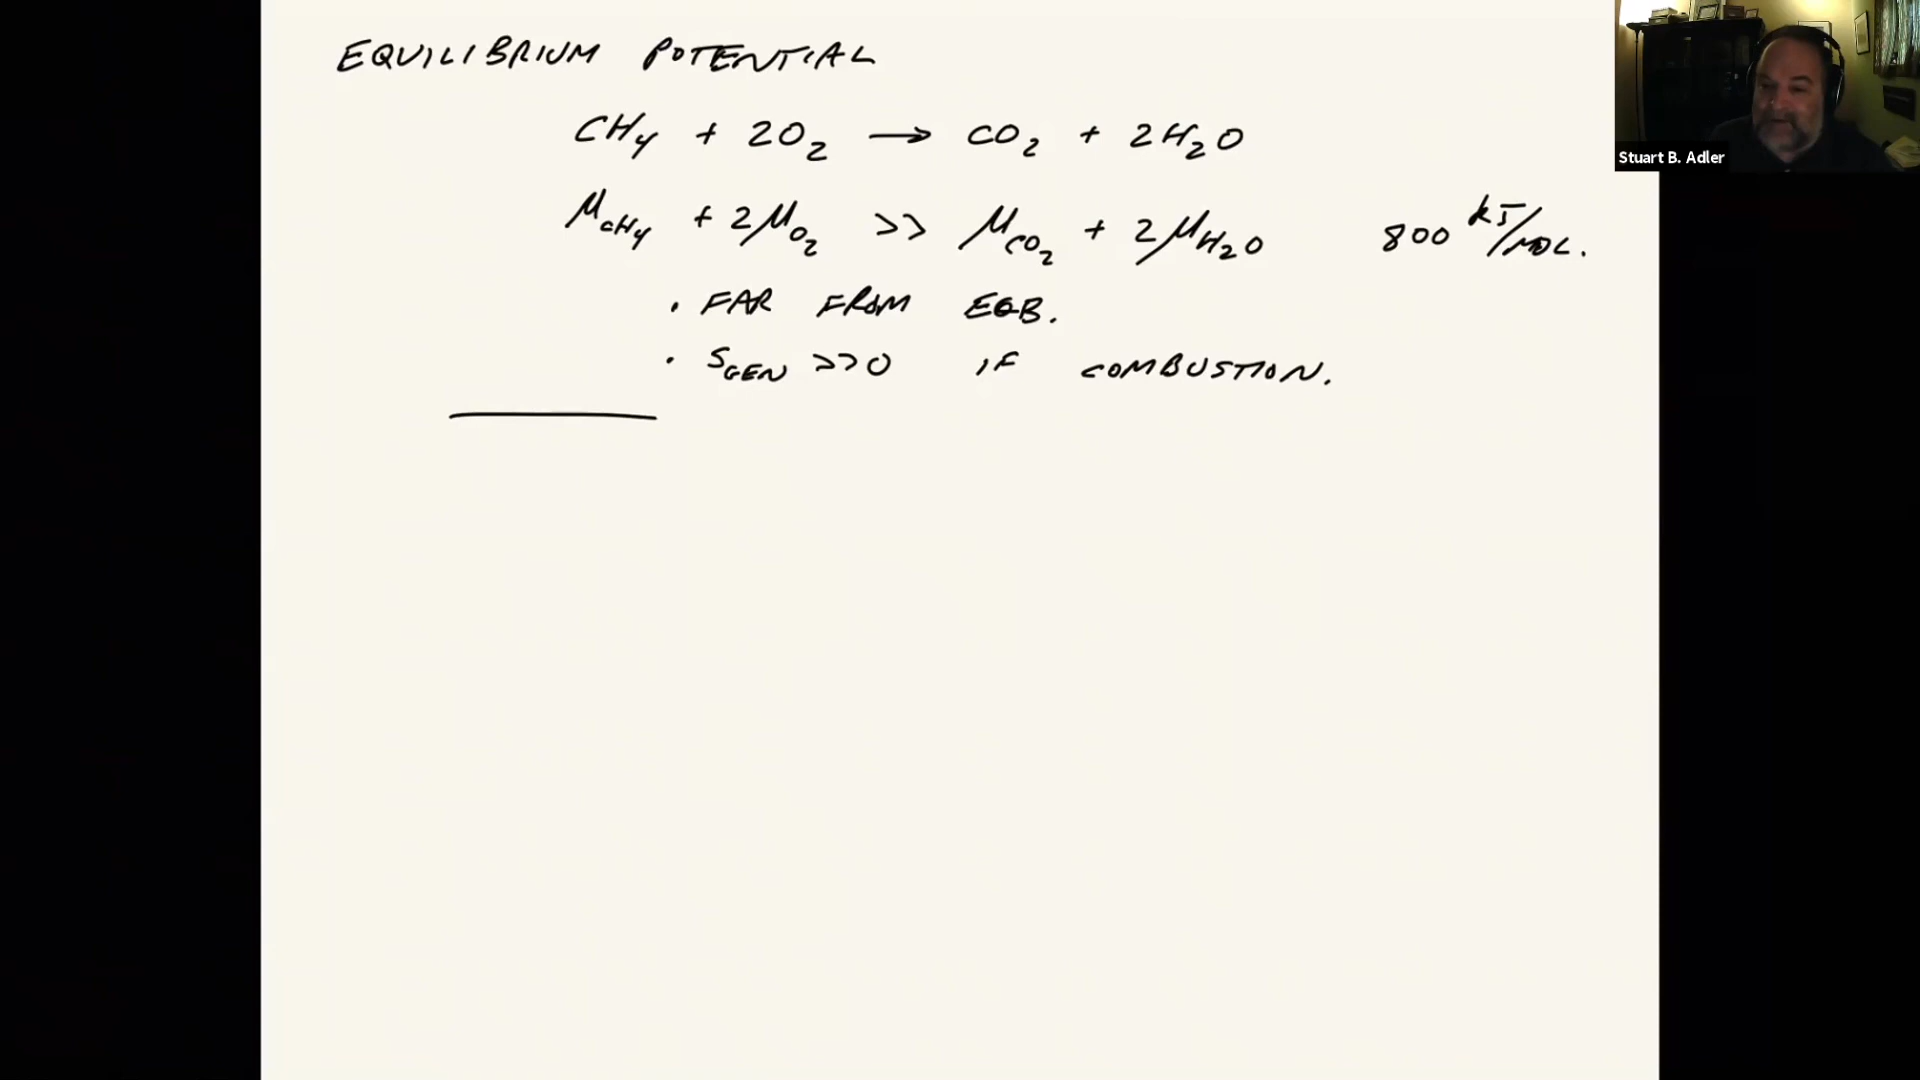 EQUILIBRIUM POTENTIAL
CH4 + 2O2 → CO2 + 2H2O
μCH4 + 2μO2 >> μCO2 + 2μH2O 800 kJ/MOL.
· FAR FROM EQB.
· SGEN >>0 IF COMBUSTION.
Stuart B. Adler